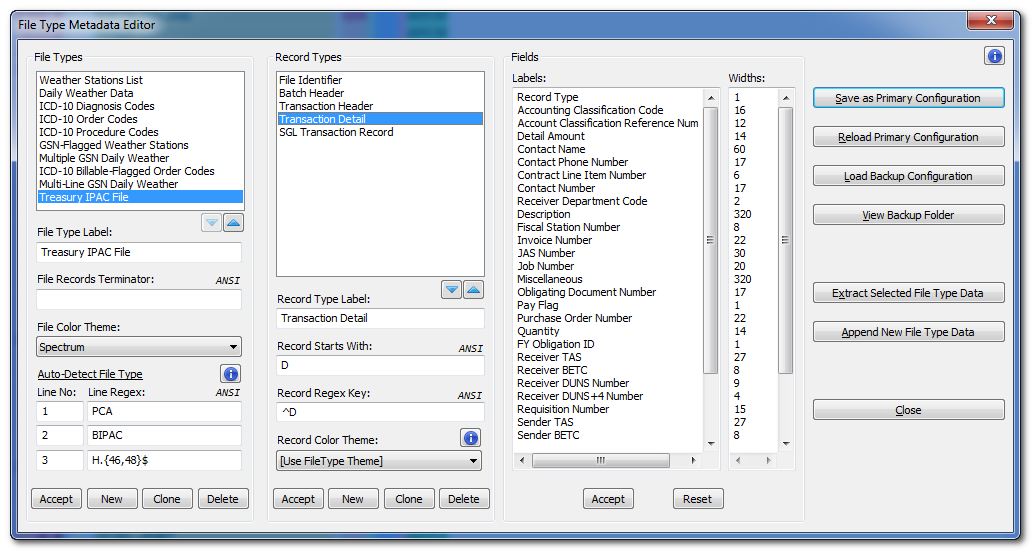 File Type Metadata Editor
File Types
Weather Stations List
Daily Weather Data
ICD-10 Diagnosis Codes
ICD-10 Order Codes
ICD-10 Procedure Codes
GSN-Flagged Weather Stations
Multiple GSN Daily Weather
ICD-10 Billable-Flagged Order Codes
Multi-Line GSN Daily Weather
Treasury IPAC File
File Type Label:
Treasury IPAC File
File Records Terminator: ANSI
File Color Theme:
Spectrum
Auto-Detect File Type
Line No: Line Regex: ANSI
1 PCA
2 BIPAC
3 H.{46,48}$
Accept New Clone Delete
Record Types
File Identifier
Batch Header
Transaction Header
Transaction Detail
SGL Transaction Record
Record Type Label:
Transaction Detail
Record Starts With: ANSI
D
Record Regex Key: ANSI
^D
Record Color Theme:
[Use FileType Theme]
Accept New Clone Delete
Fields
Labels: Widths:
Record Type 1
Accounting Classification Code 16
Account Classification Reference Num 12
Detail Amount 14
Contact Name 60
Contact Phone Number 17
Contract Line Item Number 6
Contact Number 17
Receiver Department Code 2
Description 320
Fiscal Station Number 8
Invoice Number 22
JAS Number 30
Job Number 20
Miscellaneous 320
Obligating Document Number 17
Pay Flag 1
Purchase Order Number 22
Quantity 14
FY Obligation ID 1
Receiver TAS 27
Receiver BETC 8
Receiver DUNS Number 9
Receiver DUNS+4 Number 4
Requisition Number 15
Sender TAS 27
Sender BETC 8
Accept Reset
Save as Primary Configuration
Reload Primary Configuration
Load Backup Configuration
View Backup Folder
Extract Selected File Type Data
Append New File Type Data
Close